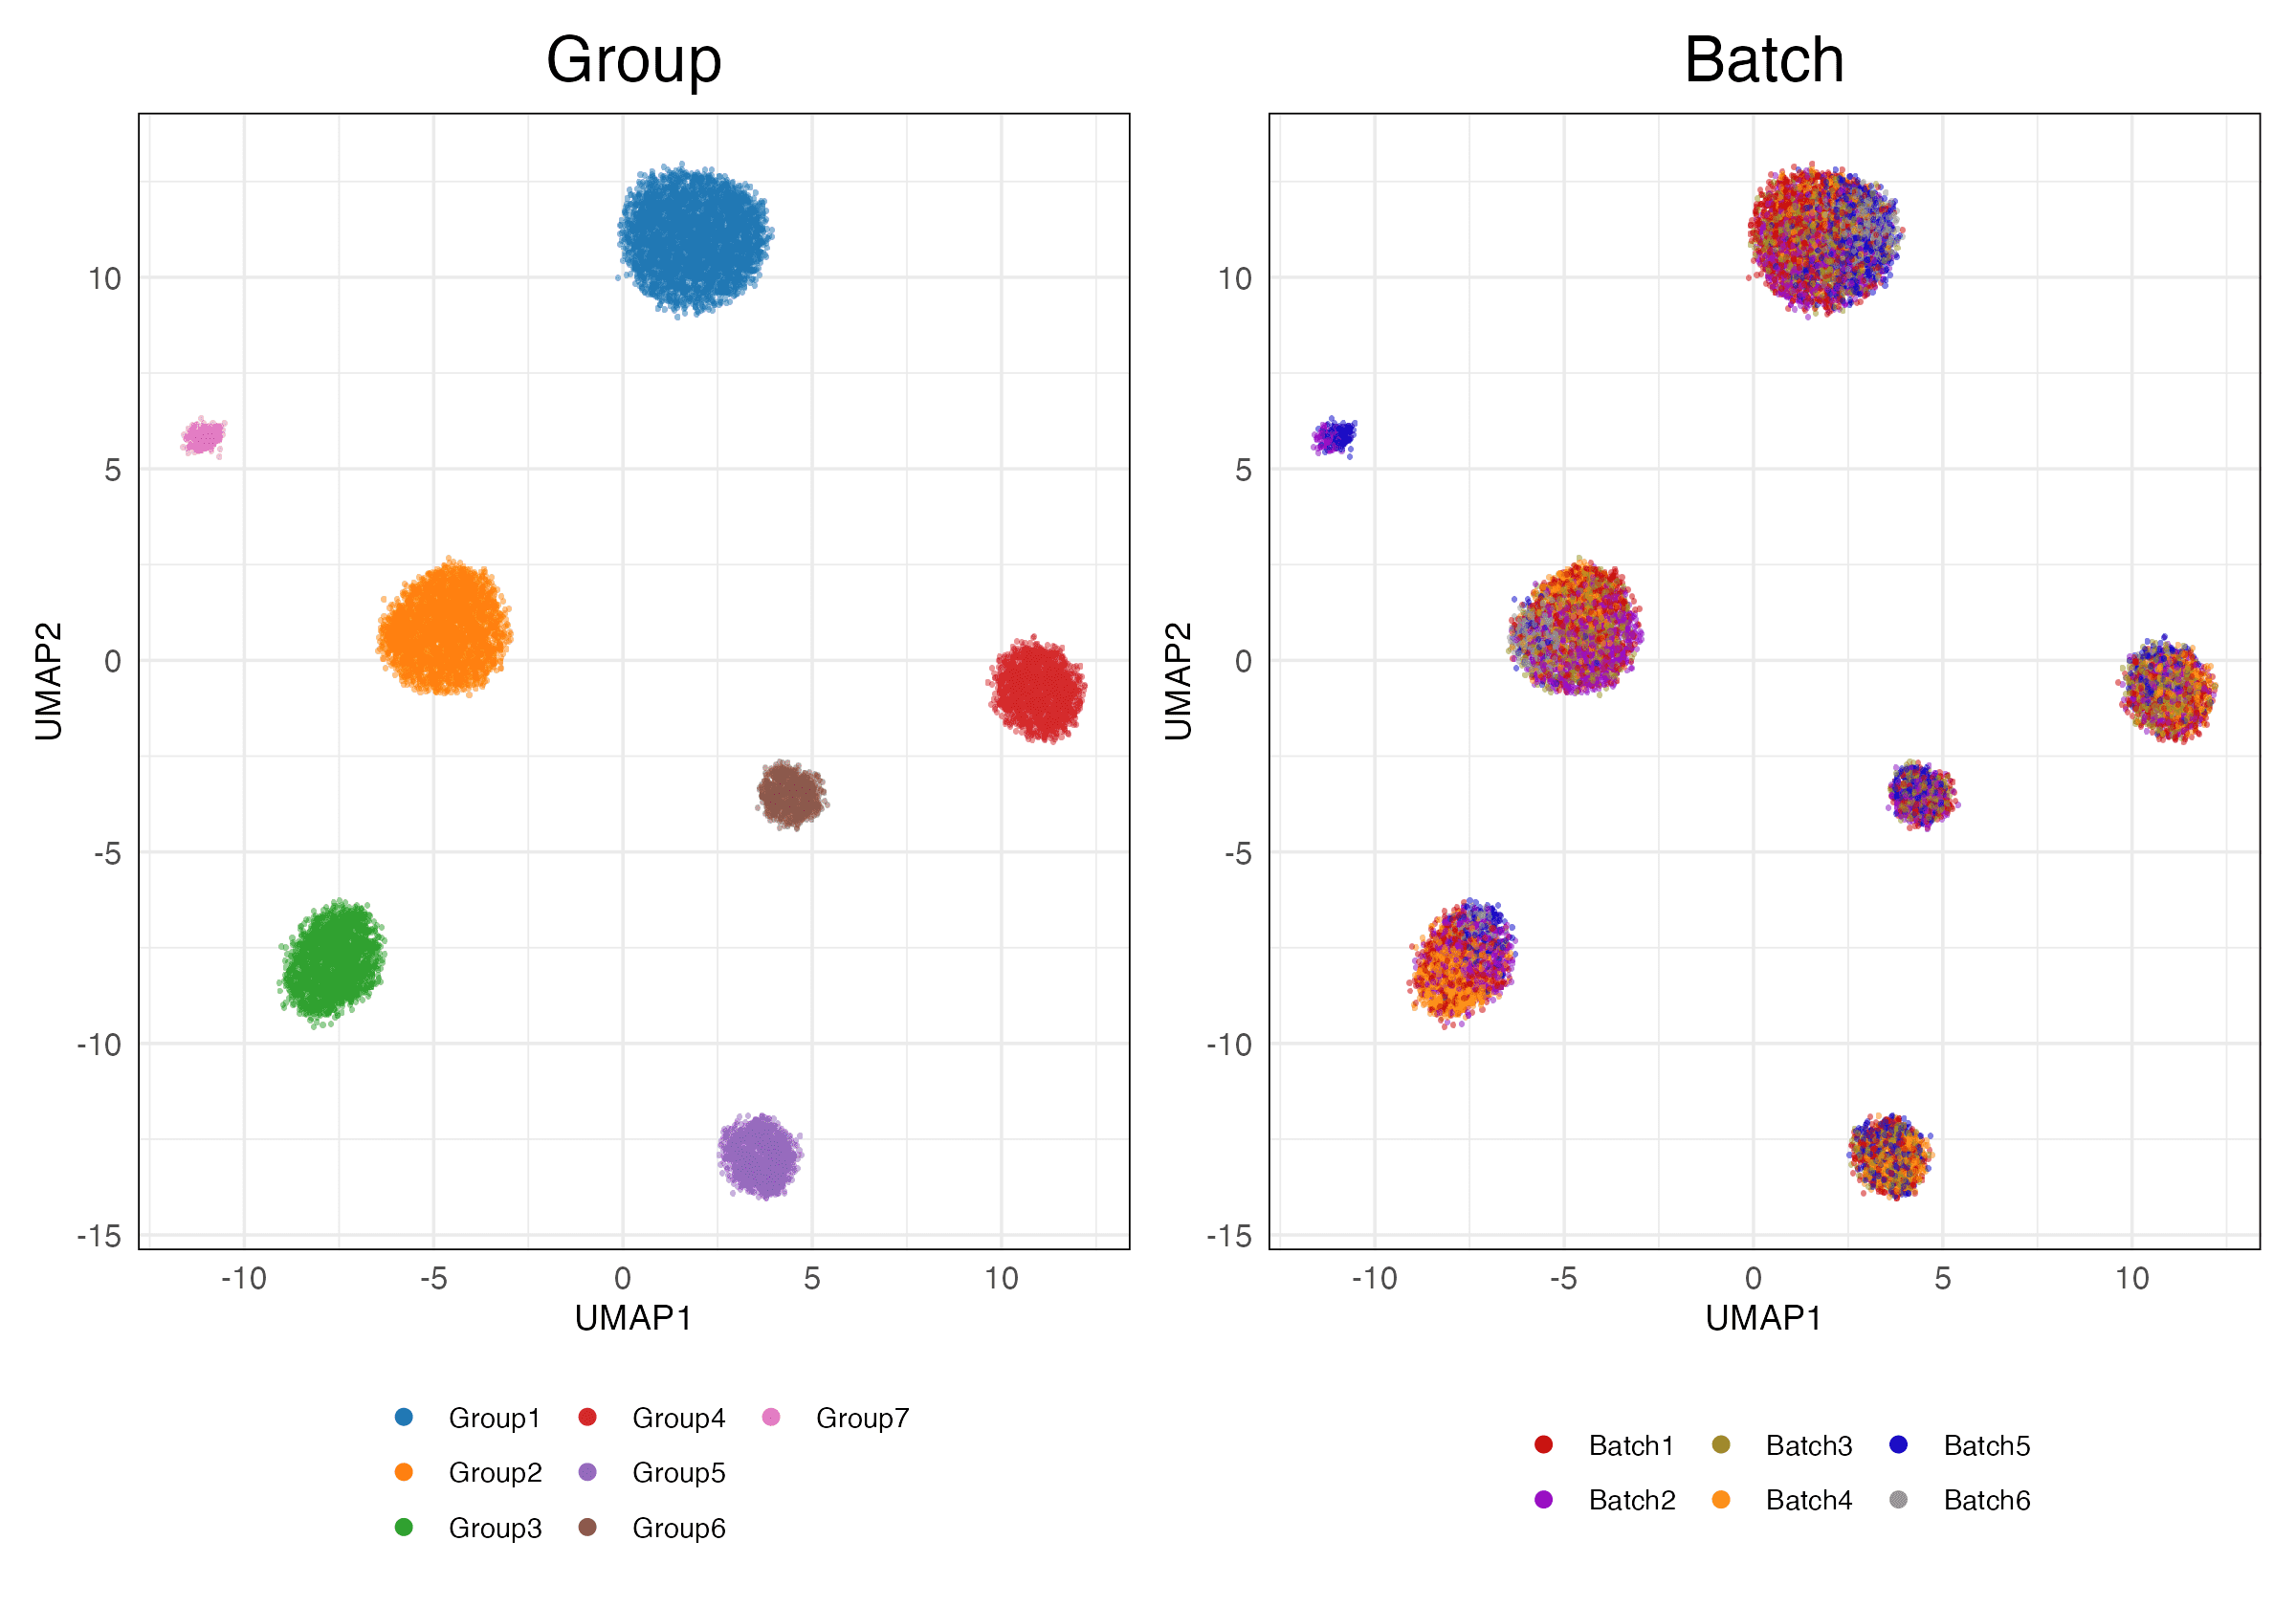 Group
10
5
0
-5
-10
-15
UMAP2
-10 -5 0 5 10
UMAP1
Group1 Group4 Group7
Group2 Group5
Group3 Group6
Batch
10
5
0
-5
-10
-15
UMAP2
-10 -5 0 5 10
UMAP1
Batch1 Batch3 Batch5
Batch2 Batch4 Batch6